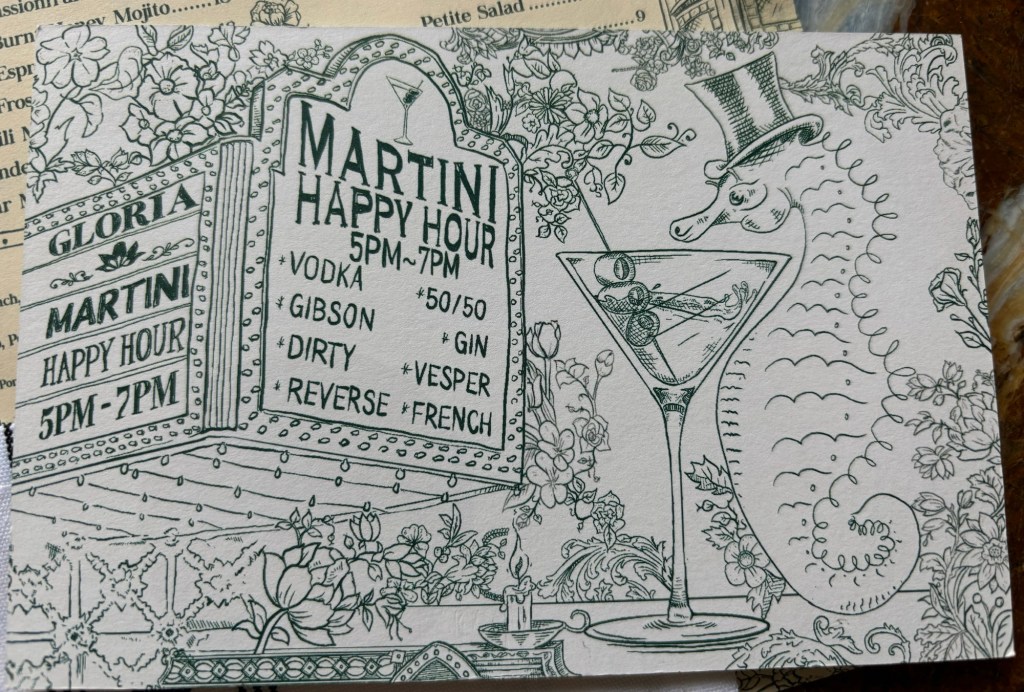 Mojito
Petite Salad
9
GLORIA
MARTINI
HAPPY HOUR
5PM - 7PM
MARTINI
HAPPY HOUR
5PM~7PM
*VODKA
*50/50
*GIBSON
*GIN
*DIRTY
*VESPER
*REVERSE
*FRENCH